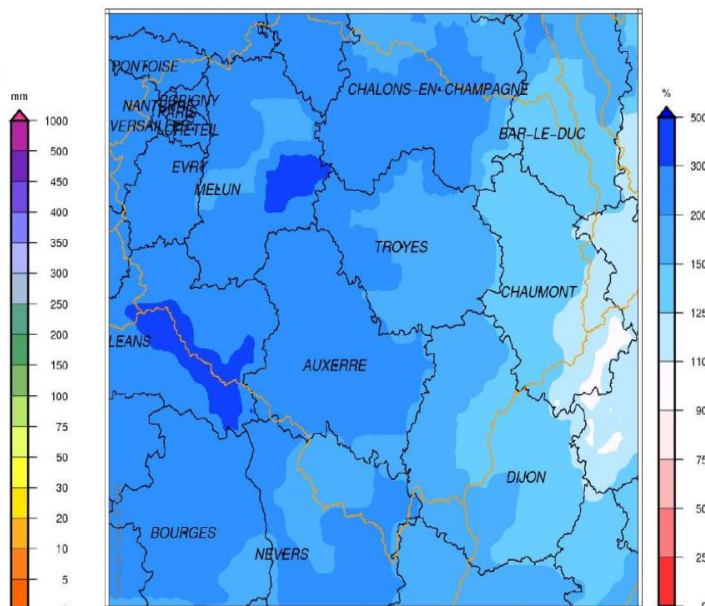 mm
1000
500
450
400
350
300
250
200
150
100
75
50
30
20
10
5
PONTOISE
BOBIGNY
PARIS
VERSAILLES
CRETEIL
EVRY
MELUN
CHALONS-EN-CHAMPAGNE
BAR-LE-DUC
TROYES
CHAUMONT
LEANS
AUXERRE
DIJON
BOURGES
NEVERS
%
500
300
200
150
125
110
90
75
50
25
0